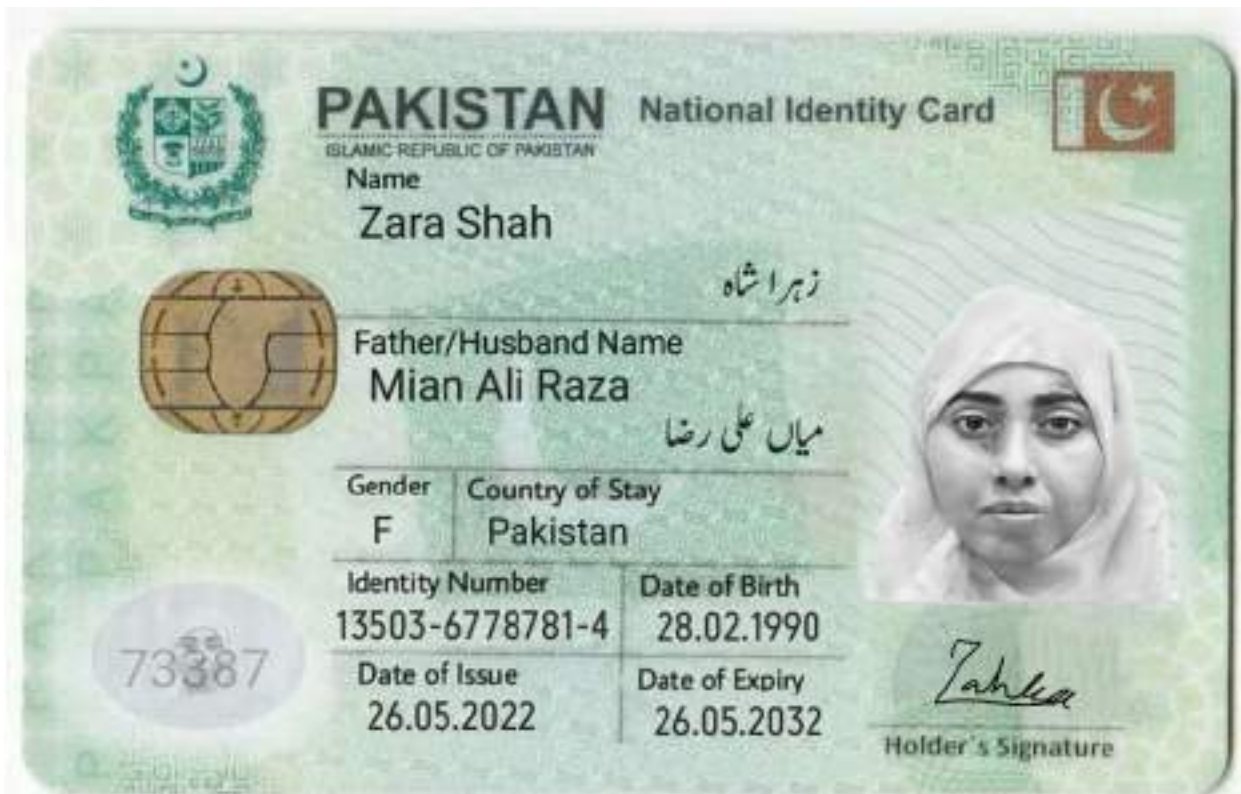 PAKISTAN National Identity Card
ISLAMIC REPUBLIC OF PAKISTAN
Name
Zara Shah
زہرا شاہ
Father/Husband Name
Mian Ali Raza
میاں علی رضا
Gender Country of Stay
F Pakistan
Identity Number Date of Birth
13503-6778781-4 28.02.1990
73387
Date of Issue Date of Expiry
26.05.2022 26.05.2032
Zahra
Holder's Signature